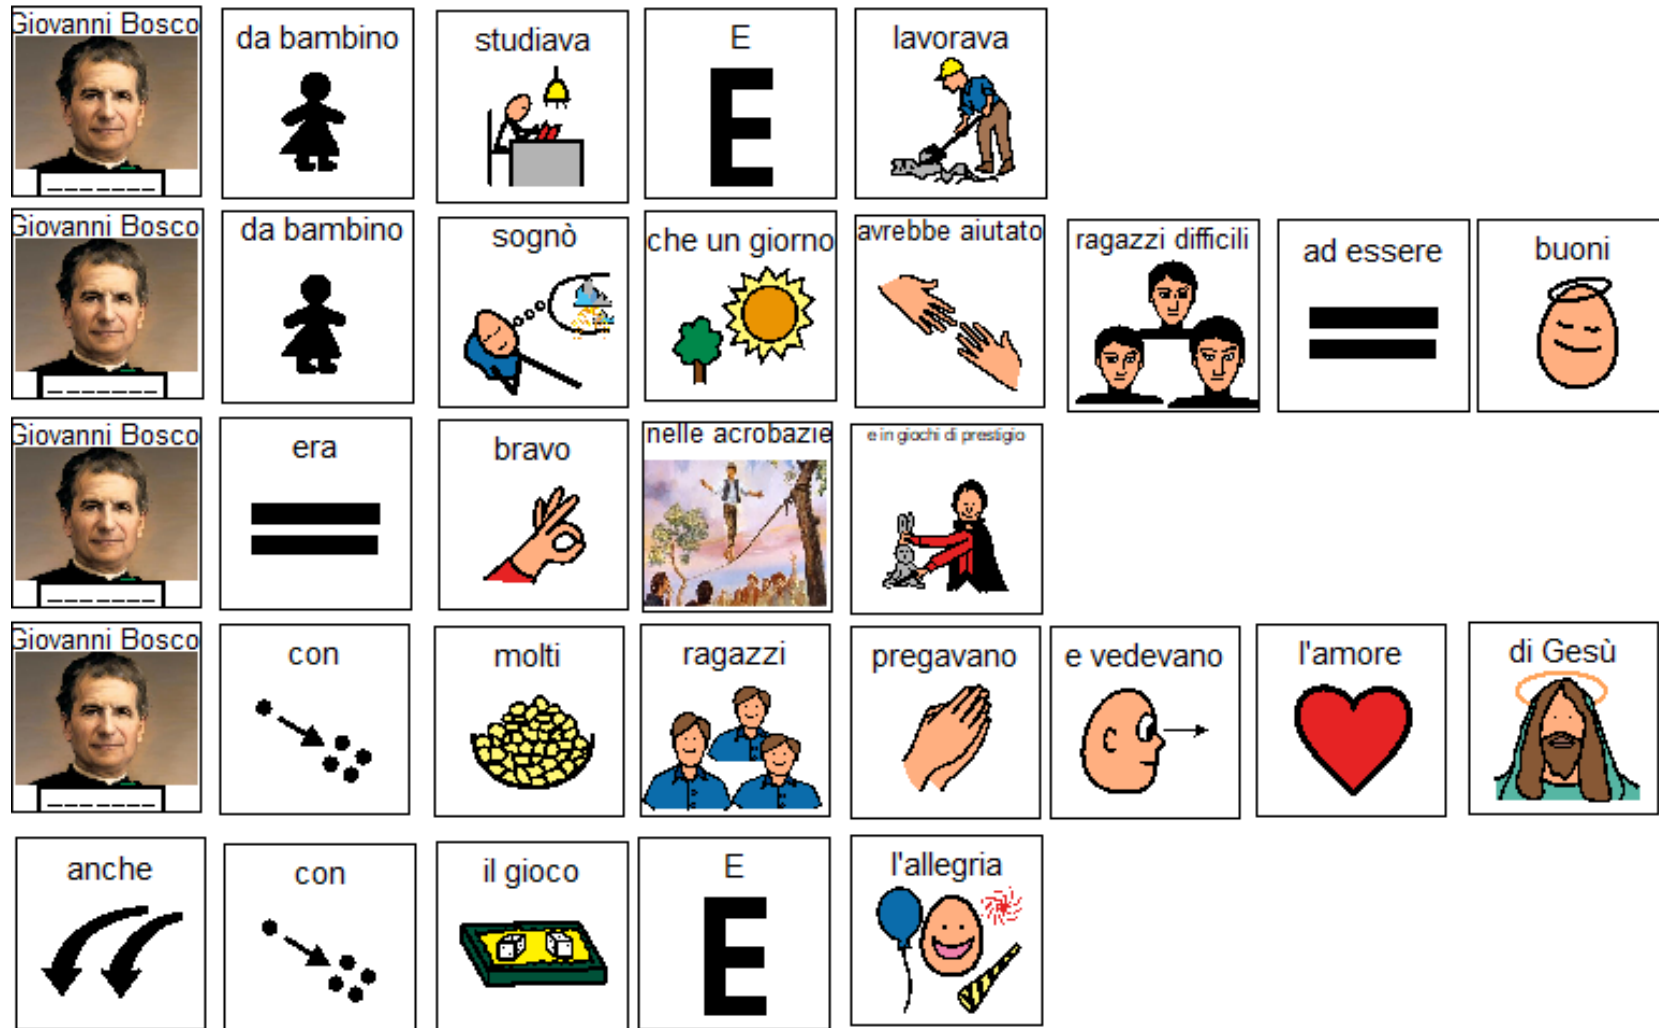 Giovanni Bosco da bambino studiava E lavorava
E
Giovanni Bosco da bambino sognò che un giorno avrebbe aiutato ragazzi difficili ad essere buoni
Giovanni Bosco era bravo nelle acrobazie e in giochi di prestigio
Giovanni Bosco con molti ragazzi pregavano e vedevano l'amore di Gesù
anche con il gioco E l'allegria
E